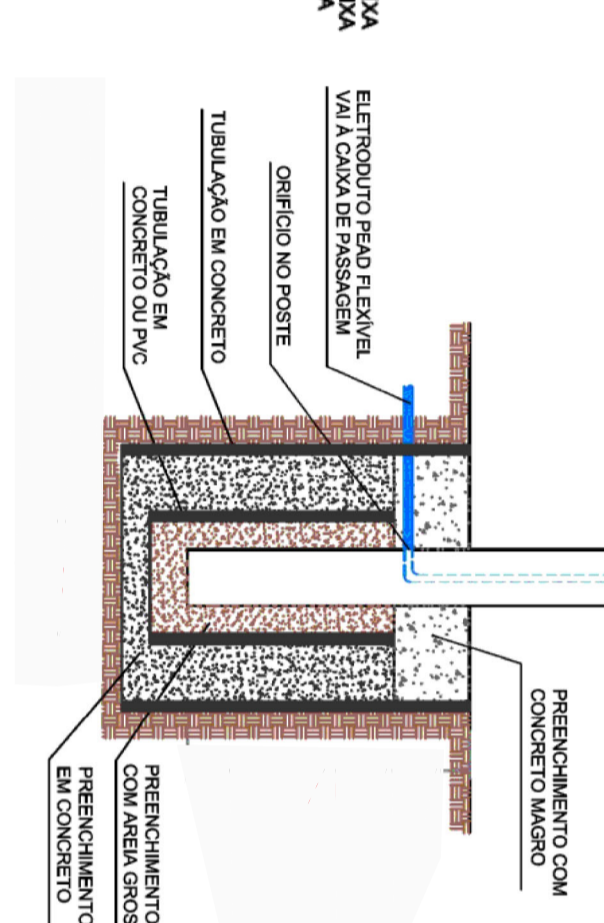 ELETRODUTO PEAD FLEXÍVEL
VAI À CAIXA DE PASSAGEM
ORIFÍCIO NO POSTE
TUBULAÇÃO EM CONCRETO
TUBULAÇÃO EM
CONCRETO OU PVC
PREENCHIMENTO COM
CONCRETO MAGRO
PREENCHIMENTO
COM AREIA GROS
PREENCHIMENTO
EM CONCRETO